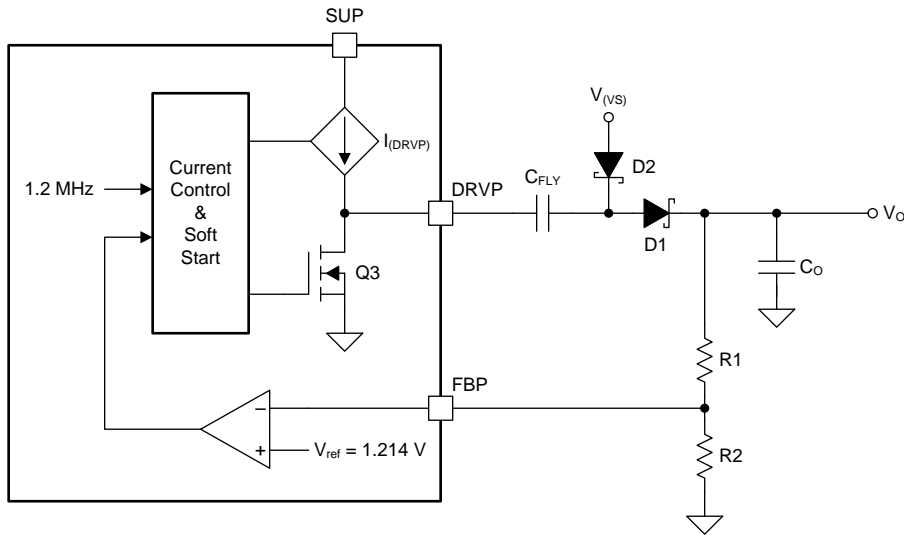 SUP
V(VS)
I(DRVP)
Current
Control
&
Soft
Start
1.2 MHz
DRVP
CFLY
D2
D1
VO
Q3
CO
R1
FBP
Vref = 1.214 V
R2